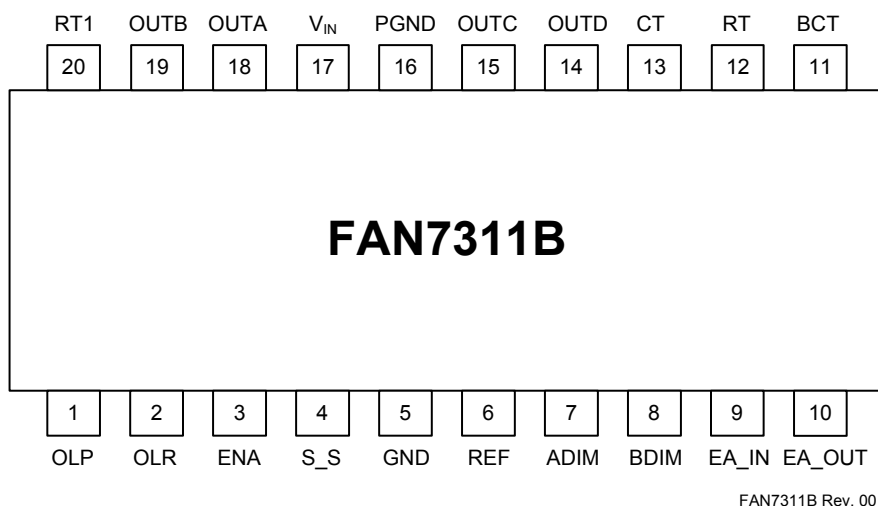 RT1 OUTB OUTA VIN PGND OUTC OUTD CT RT BCT
20 19 18 17 16 15 14 13 12 11
FAN7311B
1 2 3 4 5 6 7 8 9 10
OLP OLR ENA S_S GND REF ADIM BDIM EA_IN EA_OUT
FAN7311B Rev. 00